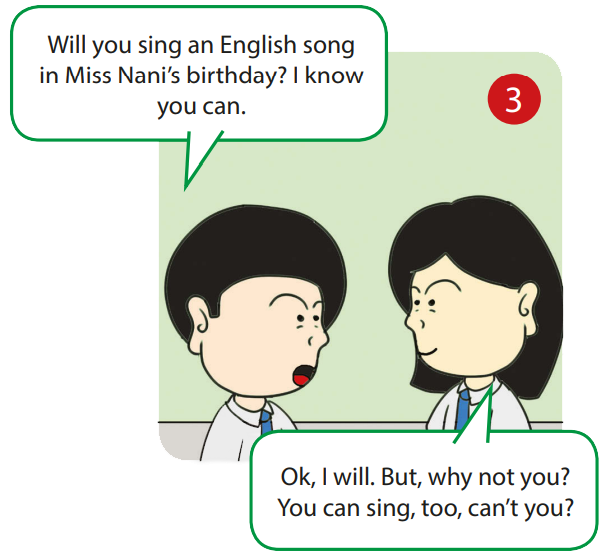 Will you sing an English song
in Miss Nani’s birthday? I know
you can.
3
Ok, I will. But, why not you?
You can sing, too, can’t you?